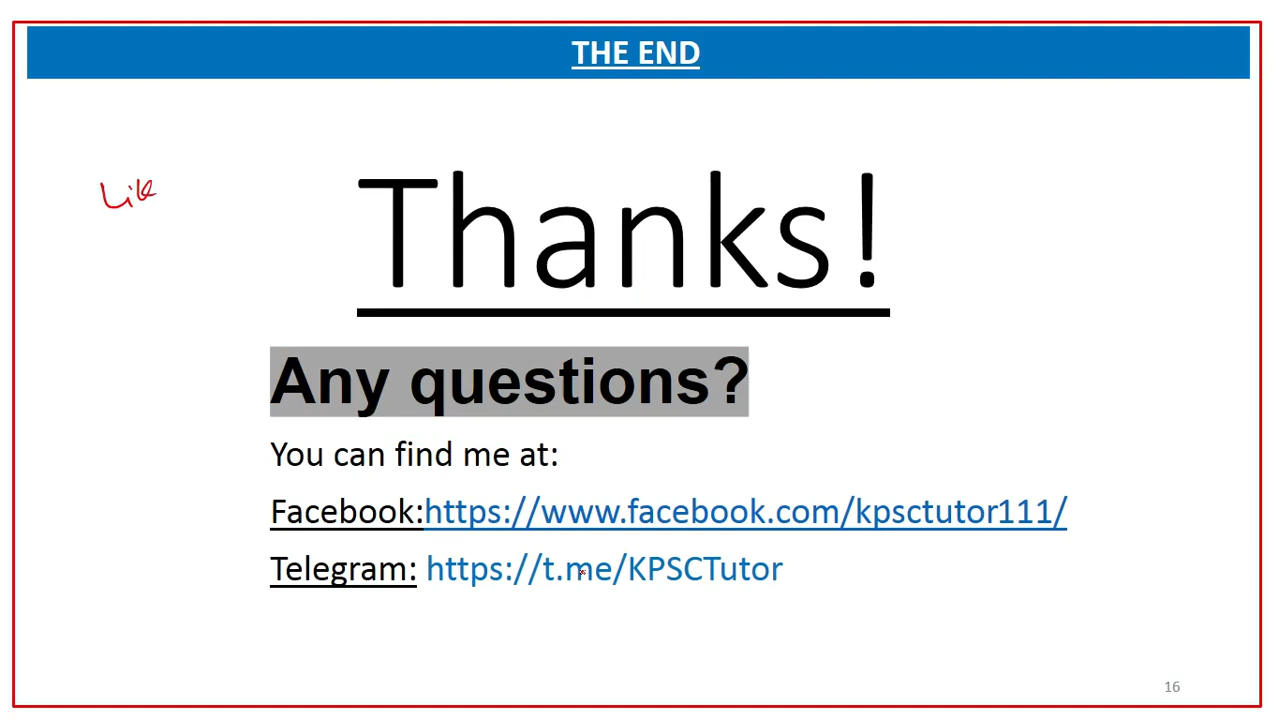 THE END
Lik
Thanks!
Any questions?
You can find me at:
Facebook:https://www.facebook.com/kpsctutor111/
Telegram: https://t.me/KPSCTutor
16